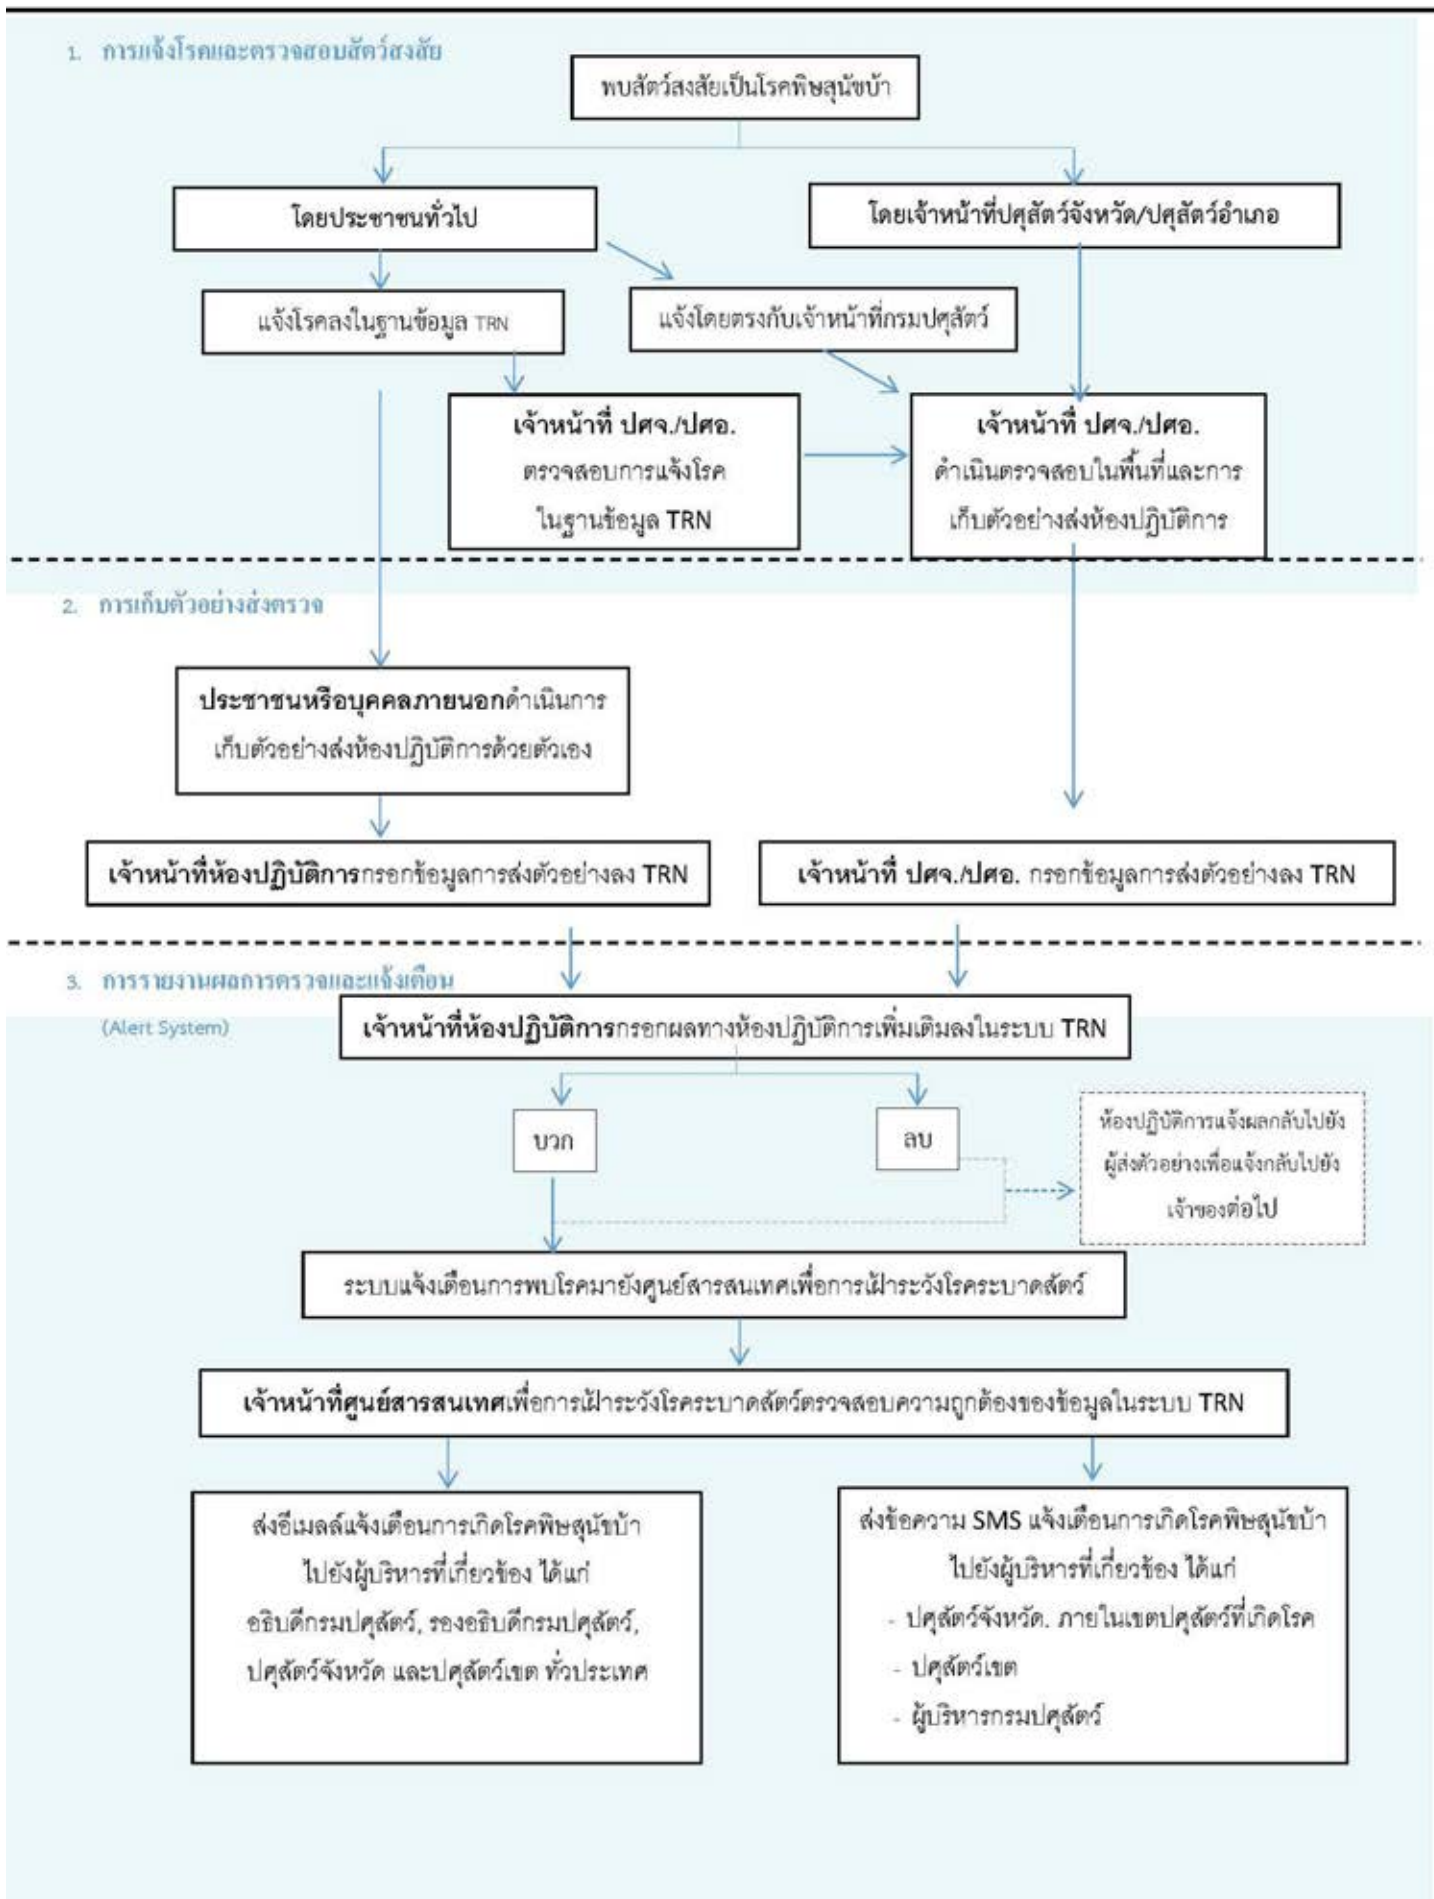 1. การแจ้งโรคและตรวจสอบสัตว์สงสัย
พบสัตว์สงสัยเป็นโรคพิษสุนัขบ้า
โดยประชาชนทั่วไป
โดยเจ้าหน้าที่ปศุสัตว์จังหวัด/ปศุสัตว์อำเภอ
แจ้งโรคลงในฐานข้อมูล TRN
แจ้งโดยตรงกับเจ้าหน้าที่กรมปศุสัตว์
เจ้าหน้าที่ ปศจ./ปศอ.
ตรวจสอบการแจ้งโรค
ในฐานข้อมูล TRN
เจ้าหน้าที่ ปศจ./ปศอ.
ดำเนินตรวจสอบในพื้นที่และการ
เก็บตัวอย่างส่งห้องปฏิบัติการ
2. การเก็บตัวอย่างส่งตรวจ
ประชาชนหรือบุคคลภายนอกดำเนินการ
เก็บตัวอย่างส่งห้องปฏิบัติการด้วยตัวเอง
เจ้าหน้าที่ห้องปฏิบัติการกรอกข้อมูลการส่งตัวอย่างลง TRN
เจ้าหน้าที่ ปศจ./ปศอ. กรอกข้อมูลการส่งตัวอย่างลง TRN
3. การรายงานผลการตรวจและแจ้งเตือน
(Alert System)
เจ้าหน้าที่ห้องปฏิบัติการกรอกผลทางห้องปฏิบัติการเพิ่มเติมลงในระบบ TRN
บวก
ลบ
ห้องปฏิบัติการแจ้งผลกลับไปยัง
ผู้ส่งตัวอย่างเพื่อแจ้งกลับไปยัง
เจ้าของต่อไป
ระบบแจ้งเตือนการพบโรคมายังศูนย์สารสนเทศเพื่อการเฝ้าระวังโรคระบาดสัตว์
เจ้าหน้าที่ศูนย์สารสนเทศเพื่อการเฝ้าระวังโรคระบาดสัตว์ตรวจสอบความถูกต้องของข้อมูลในระบบ TRN
ส่งอีเมลล์แจ้งเตือนการเกิดโรคพิษสุนัขบ้า
ไปยังผู้บริหารที่เกี่ยวข้อง ได้แก่
อธิบดีกรมปศุสัตว์, รองอธิบดีกรมปศุสัตว์,
ปศุสัตว์จังหวัด และปศุสัตว์เขต ทั่วประเทศ
ส่งข้อความ SMS แจ้งเตือนการเกิดโรคพิษสุนัขบ้า
ไปยังผู้บริหารที่เกี่ยวข้อง ได้แก่
- ปศุสัตว์จังหวัด. ภายในเขตปศุสัตว์ที่เกิดโรค
- ปศุสัตว์เขต
- ผู้บริหารกรมปศุสัตว์